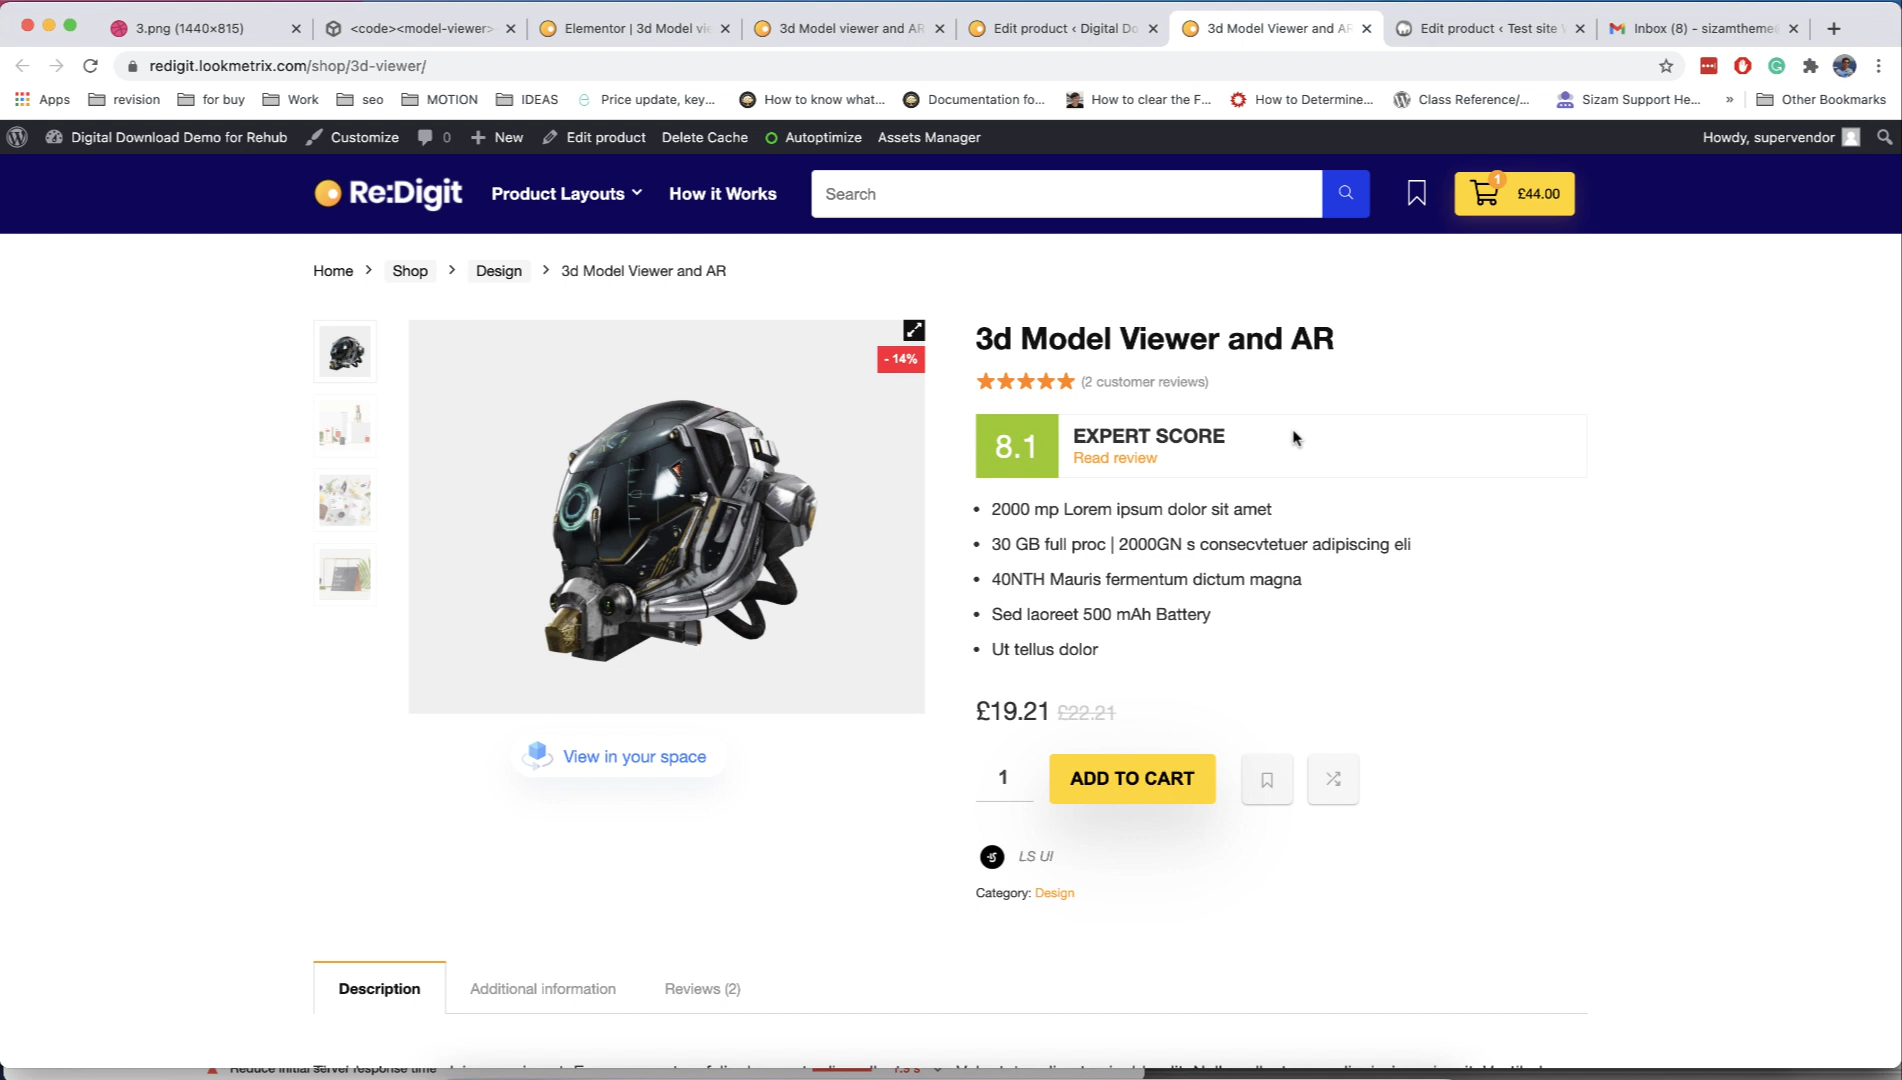 3.png (1440×815)
<code><model-viewer>
Elementor | 3d Model vie
3d Model viewer and AR
Edit product ‹ Digital Do
3d Model Viewer and AR
Edit product ‹ Test site
Inbox (8) - sizamtheme
redigit.lookmetrix.com/shop/3d-viewer/
Apps
revision
for buy
Work
seo
MOTION
IDEAS
Price update, key...
How to know what...
Documentation fo...
How to clear the F...
How to Determine...
Class Reference/...
Sizam Support He...
»
Other Bookmarks
Digital Download Demo for Rehub
Customize
0
New
Edit product
Delete Cache
Autoptimize
Assets Manager
Howdy, supervendor
Re:Digit
Product Layouts
How it Works
Search
1
£44.00
Home > Shop > Design > 3d Model Viewer and AR
- 14%
3d Model Viewer and AR
(2 customer reviews)
8.1
EXPERT SCORE
Read review
• 2000 mp Lorem ipsum dolor sit amet
• 30 GB full proc | 2000GN s consecvtetuer adipiscing eli
• 40NTH Mauris fermentum dictum magna
• Sed laoreet 500 mAh Battery
• Ut tellus dolor
£19.21 £22.21
View in your space
1
ADD TO CART
LS UI
Category: Design
Description
Additional information
Reviews (2)
Reduce initial server response time